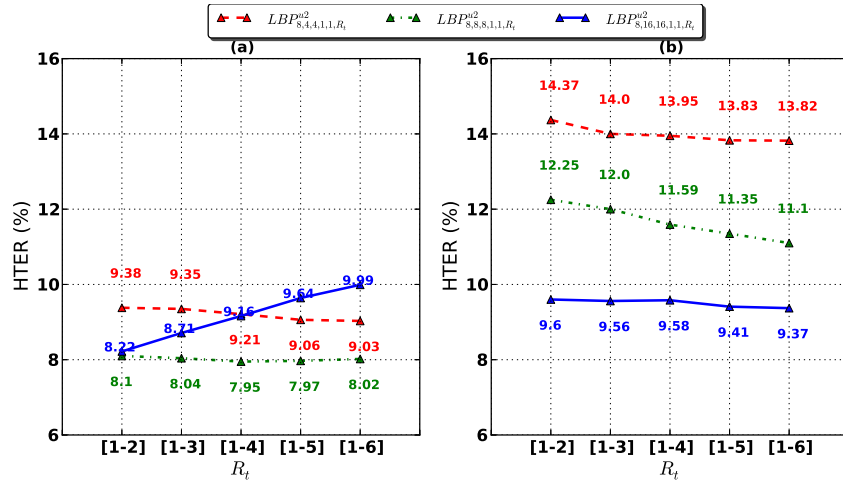 LBP^{u2}_{8,4,4,1,1,R_t} LBP^{u2}_{8,8,8,1,1,R_t} LBP^{u2}_{8,16,16,1,1,R_t}
(a) (b)
16 16
14.37 14.0 13.95 13.83 13.82
14 14
12.25 12.0 11.59 11.35 11.1
12 12
HTER (%) HTER (%)
9.38 9.35
10 10
8.22 8.71 9.16 9.64 9.99
9.6 9.56 9.58 9.41 9.37
9.21 9.06 9.03
8 8
8.1 8.04 7.95 7.97 8.02
6 6
[1-2] [1-3] [1-4] [1-5] [1-6] [1-2] [1-3] [1-4] [1-5] [1-6]
R_t R_t